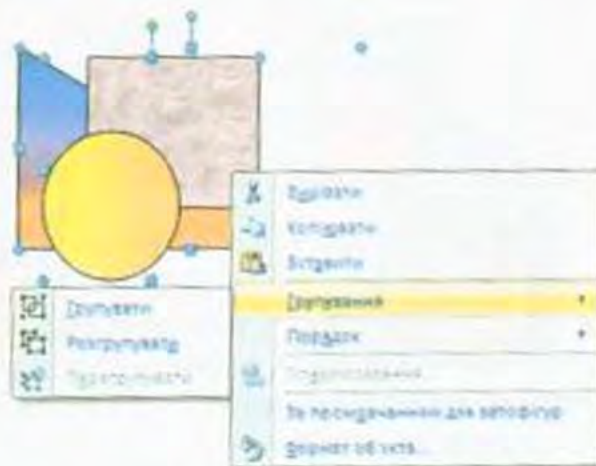 Вирізати
Копіювати
Вставити
Групування
Порядок
За промовчанням для автофігур
Формат об'єкта...
Групувати
Розгрупувати
Перегрупувати